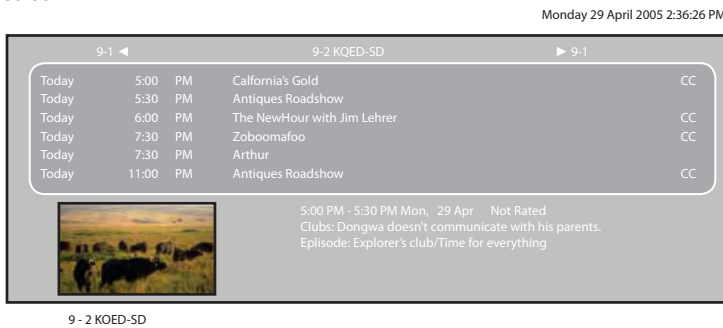 Monday 29 April 2005 2:36:26 PM
9-1 ◄ 9-2 KQED-SD ► 9-1
Today 5:00 PM Calfornia's Gold CC
Today 5:30 PM Antiques Roadshow
Today 6:00 PM The NewHour with Jim Lehrer CC
Today 7:30 PM Zoboomafoo CC
Today 7:30 PM Arthur
Today 11:00 PM Antiques Roadshow CC
5:00 PM - 5:30 PM Mon, 29 Apr Not Rated
Clubs: Dongwa doesn't communicate with his parents.
Eplisode: Explorer's club/Time for everything
9 - 2 KOED-SD